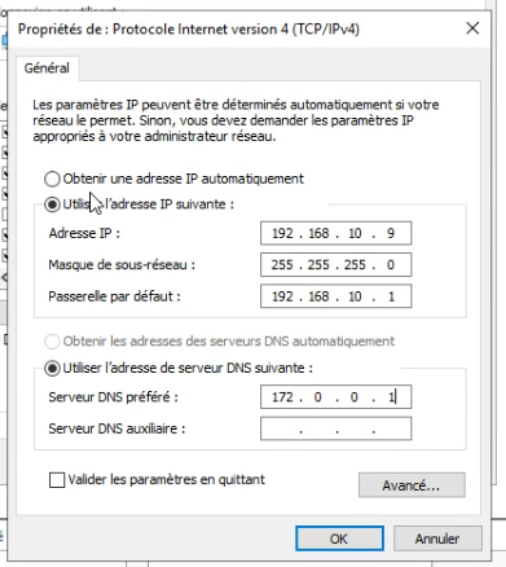 Propriétés de : Protocole Internet version 4 (TCP/IPv4)
Général
Les paramètres IP peuvent être déterminés automatiquement si votre
réseau le permet. Sinon, vous devez demander les paramètres IP
appropriés à votre administrateur réseau.
Obtenir une adresse IP automatiquement
Utiliser l'adresse IP suivante :
Adresse IP : 192 . 168 . 10 . 9
Masque de sous-réseau : 255 . 255 . 255 . 0
Passerelle par défaut : 192 . 168 . 10 . 1
Obtenir les adresses des serveurs DNS automatiquement
Utiliser l'adresse de serveur DNS suivante :
Serveur DNS préféré : 172 . 0 . 0 . 1
Serveur DNS auxiliaire : . . .
Valider les paramètres en quittant
Avancé...
OK Annuler